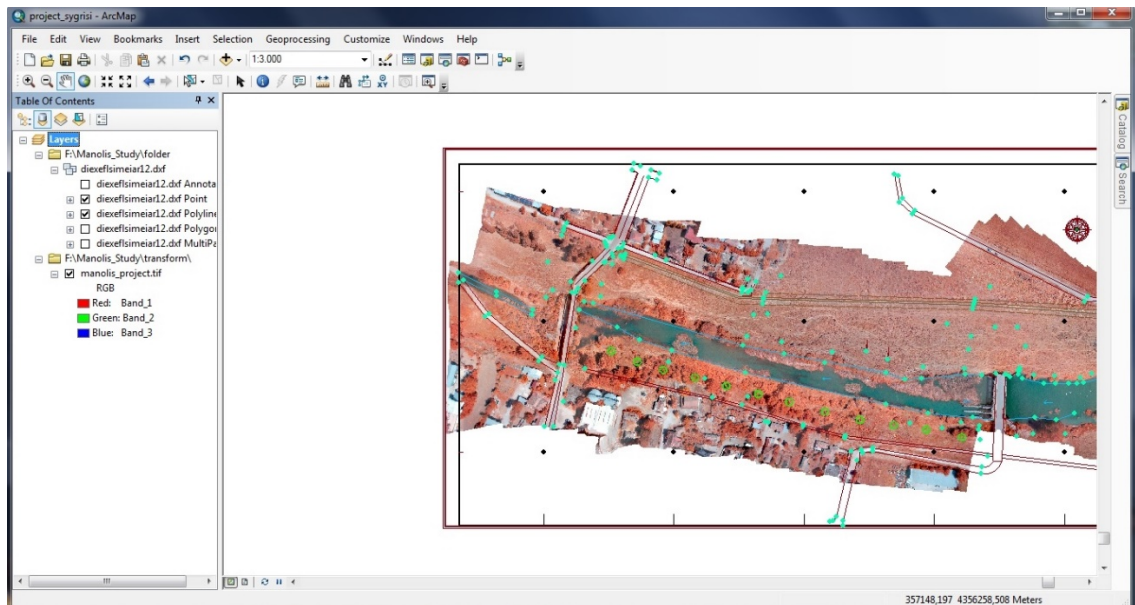 project_sygrisi - ArcMap
File Edit View Bookmarks Insert Selection Geoprocessing Customize Windows Help
1:3.000
Table Of Contents
Layers
F:\Manolis_Study\folder
diexeflsimeiar12.dxf
diexeflsimeiar12.dxf Annota
diexeflsimeiar12.dxf Point
diexeflsimeiar12.dxf Polyline
diexeflsimeiar12.dxf Polygon
diexeflsimeiar12.dxf MultiPa
F:\Manolis_Study\transform\
manolis_project.tif
RGB
Red: Band_1
Green: Band_2
Blue: Band_3
Catalog
Search
357148,197 4356258,508 Meters